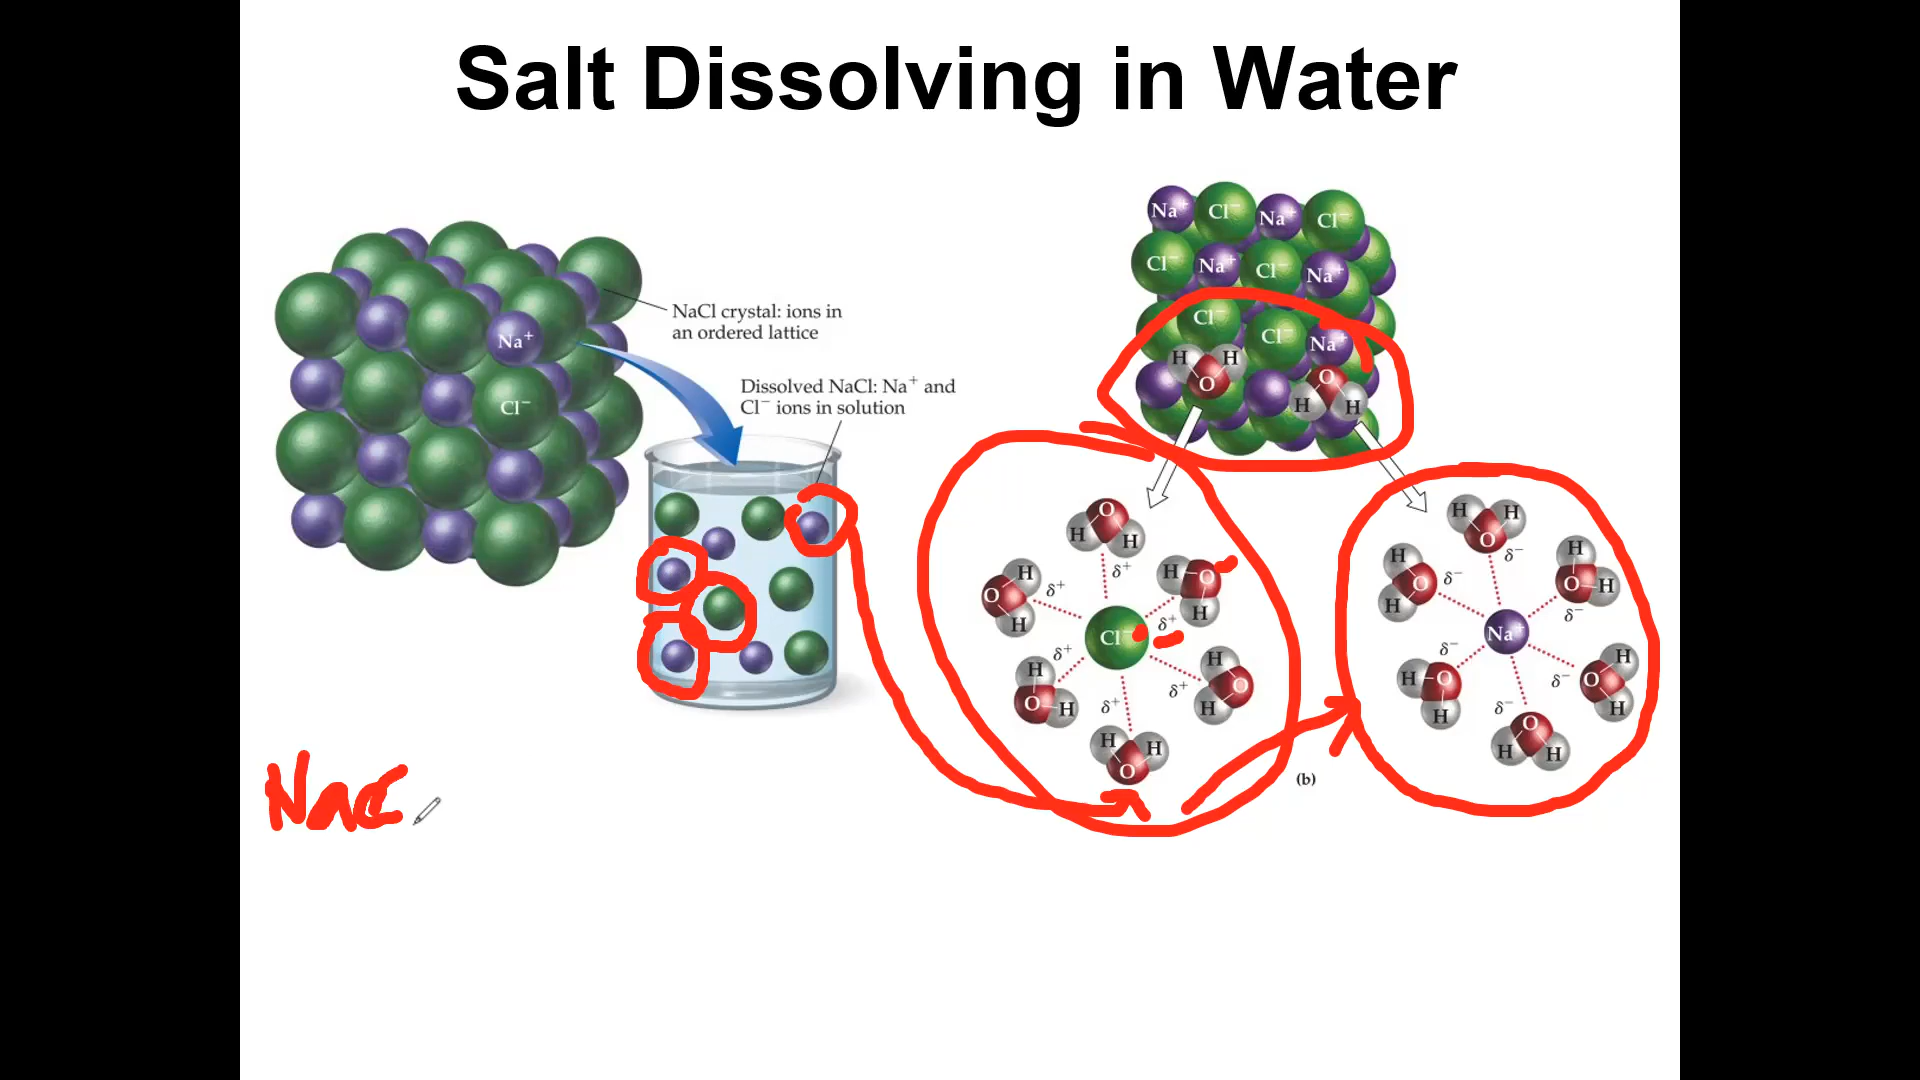 Salt Dissolving in Water
NaCl crystal: ions in
an ordered lattice
Na⁺
Cl⁻
Dissolved NaCl: Na⁺ and
Cl⁻ ions in solution
Na⁺ Cl⁻ Na⁺ Cl⁻
Cl⁻ Na⁺ Cl⁻ Na⁺
Cl⁻ Cl⁻ Na⁺
H H O
O H H
O H H δ⁺
H O H δ⁺
O H H δ⁺
Cl⁻
H O H δ⁺
H O H δ⁺
H H O δ⁺
H H O δ⁻
H O H δ⁻
H O H δ⁻
Na⁺
H O H δ⁻
H O H δ⁻
O H H δ⁻
(b)
NaC